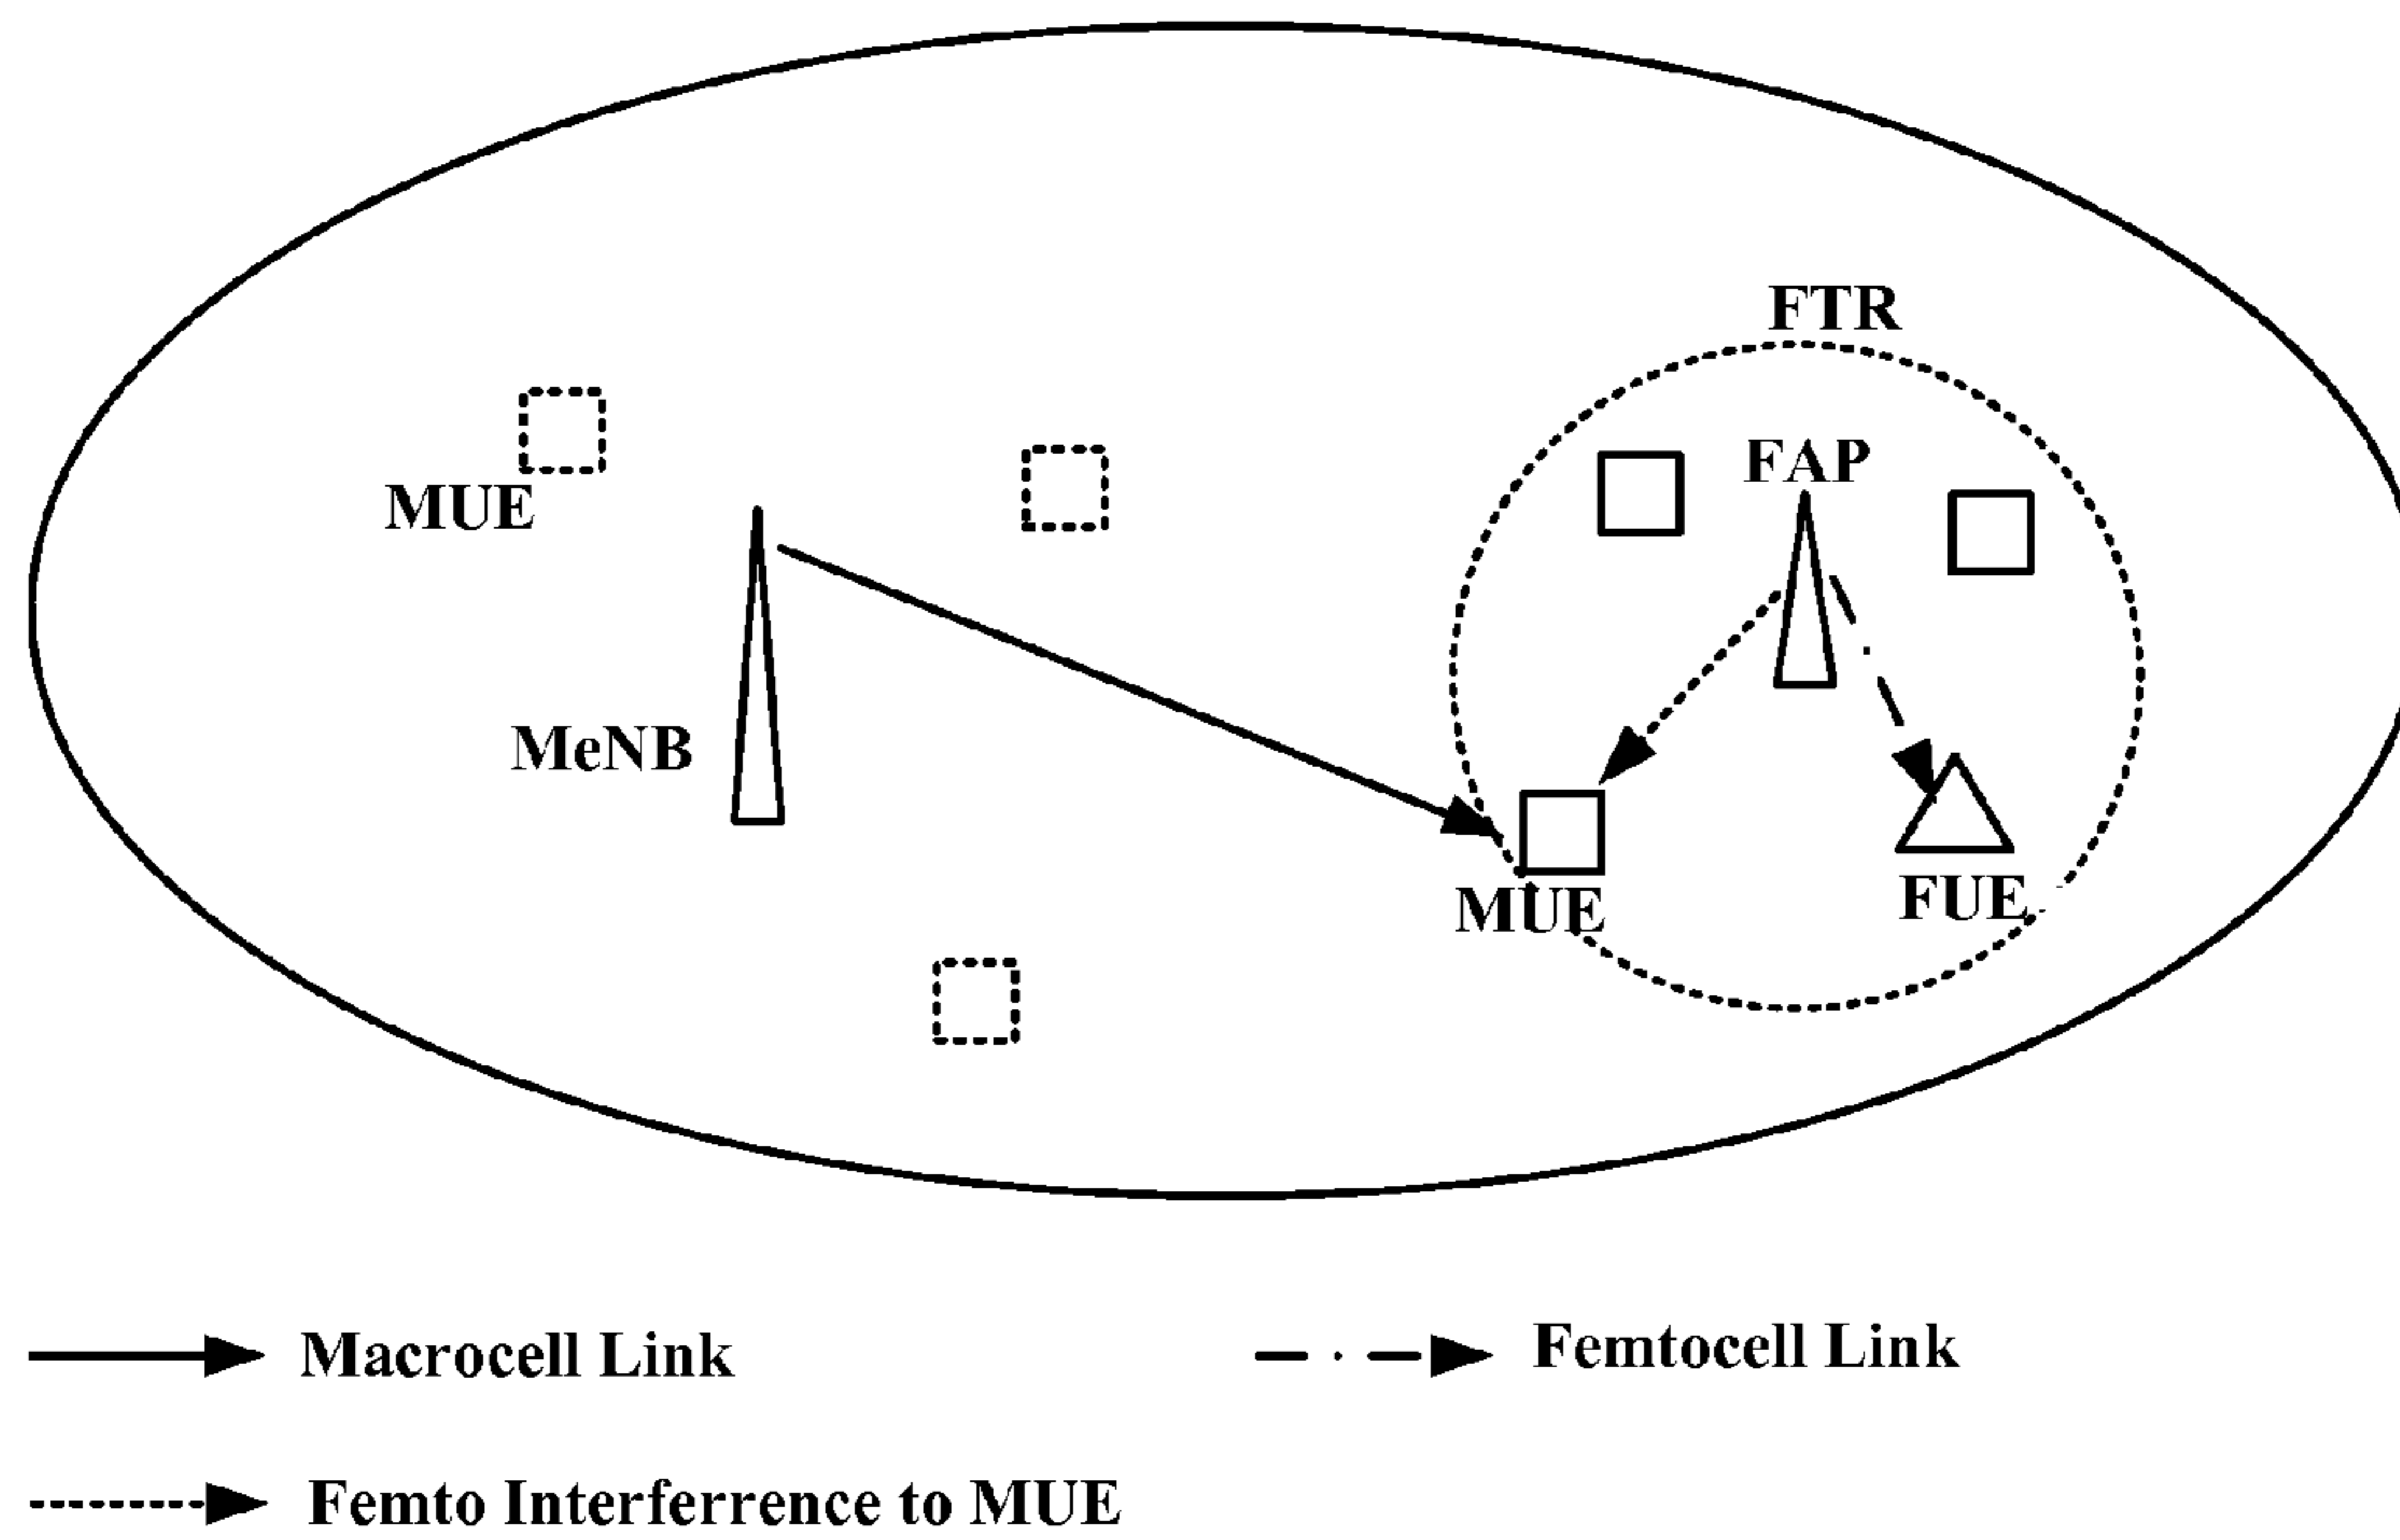 FTR
FAP
MUE
MeNB
MUE
FUE
Macrocell Link
Femtocell Link
Femto Interferrence to MUE